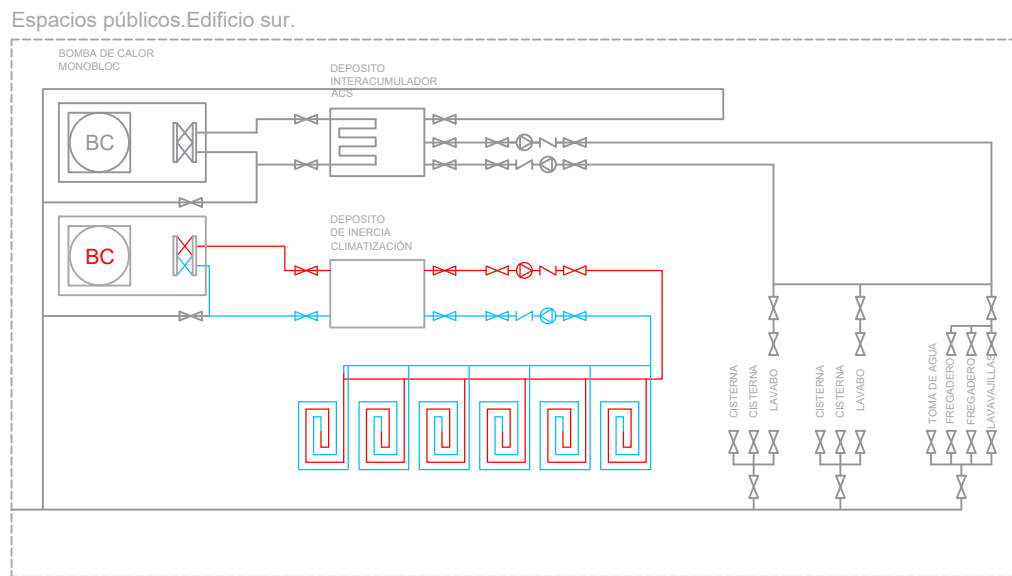 Espacios públicos.Edificio sur.
BOMBA DE CALOR
MONOBLOC
DEPOSITO
INTERACUMULADOR
ACS
BC
DEPOSITO
DE INERCIA
CLIMATIZACIÓN
BC
CISTERNA
CISTERNA
LAVABO
CISTERNA
CISTERNA
LAVABO
TOMA DE AGUA
FREGADERO
FREGADERO
LAVAVAJILLAS